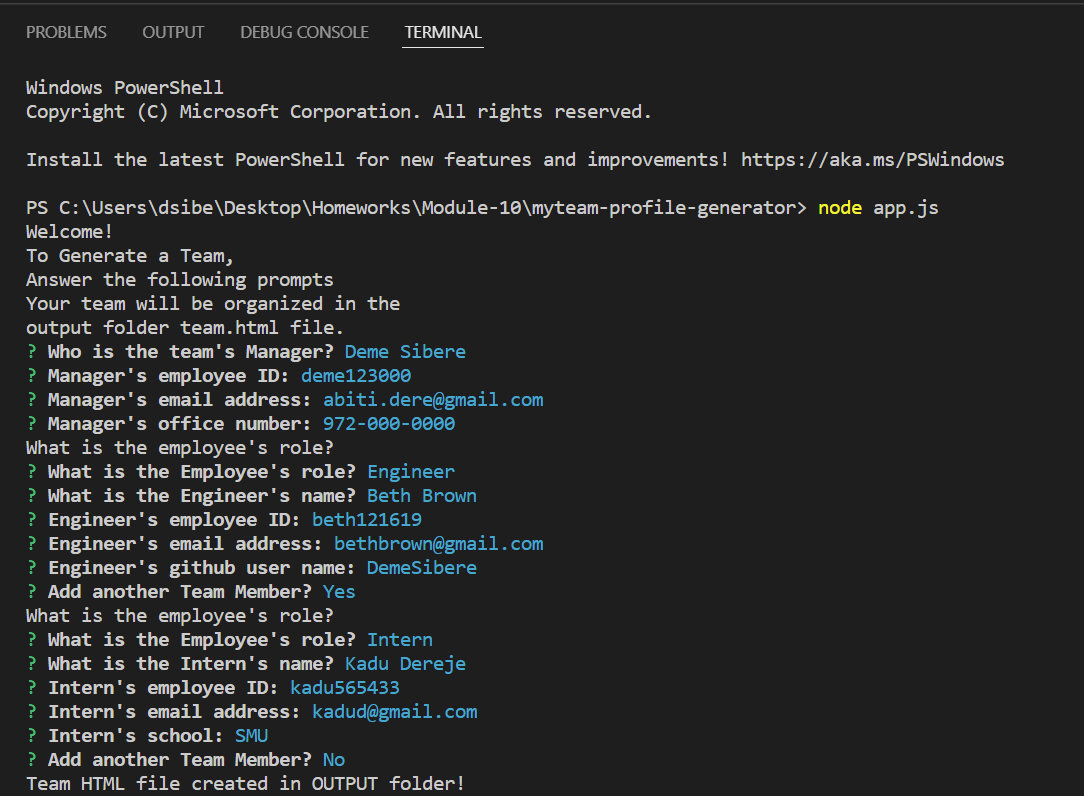 PROBLEMS OUTPUT DEBUG CONSOLE TERMINAL
Windows PowerShell
Copyright (C) Microsoft Corporation. All rights reserved.
Install the latest PowerShell for new features and improvements! https://aka.ms/PSWindows
PS C:\Users\dsibe\Desktop\Homeworks\Module-10\myteam-profile-generator> node app.js
Welcome!
To Generate a Team,
Answer the following prompts
Your team will be organized in the
output folder team.html file.
? Who is the team's Manager? Deme Sibere
? Manager's employee ID: deme123000
? Manager's email address: abiti.dere@gmail.com
? Manager's office number: 972-000-0000
What is the employee's role?
? What is the Employee's role? Engineer
? What is the Engineer's name? Beth Brown
? Engineer's employee ID: beth121619
? Engineer's email address: bethbrown@gmail.com
? Engineer's github user name: DemeSibere
? Add another Team Member? Yes
What is the employee's role?
? What is the Employee's role? Intern
? What is the Intern's name? Kadu Dereje
? Intern's employee ID: kadu565433
? Intern's email address: kadud@gmail.com
? Intern's school: SMU
? Add another Team Member? No
Team HTML file created in OUTPUT folder!